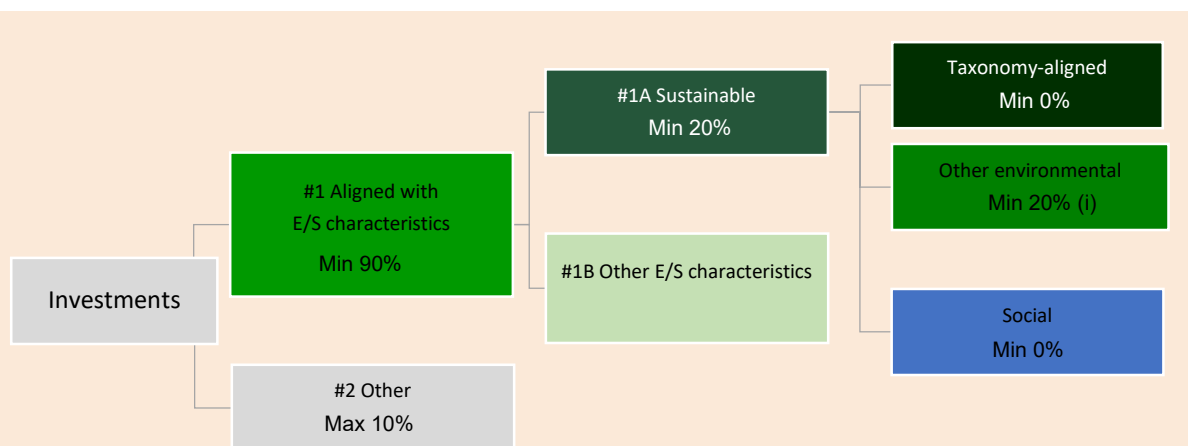 Investments
#1 Aligned with
E/S characteristics
Min 90%
#2 Other
Max 10%
#1A Sustainable
Min 20%
#1B Other E/S characteristics
Taxonomy-aligned
Min 0%
Other environmental
Min 20% (i)
Social
Min 0%